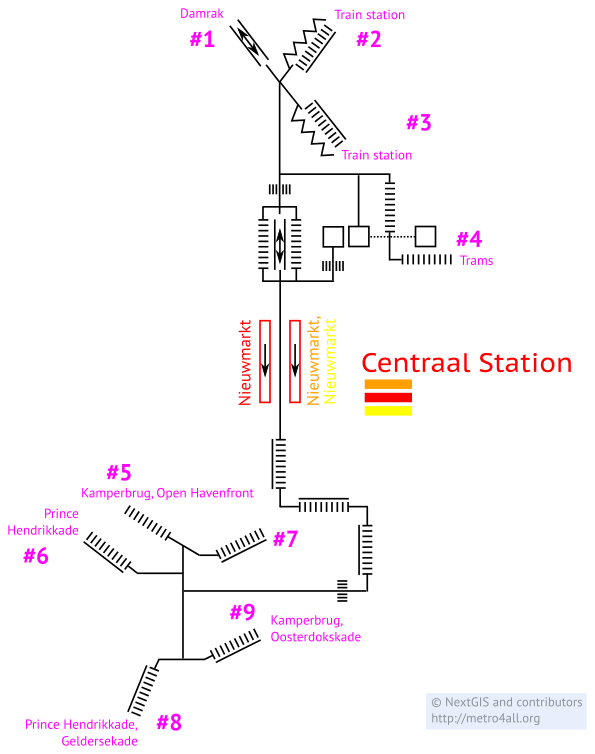 Damrak
#1
Train station
#2
#3
Train station
#4
Trams
Nieuwmarkt
Nieuwmarkt,
Nieuwmarkt
Centraal Station
#5
Kamperbrug, Open Havenfront
Prince
Hendrikkade
#6
#7
#9
Kamperbrug,
Oosterdokskade
#8
Prince Hendrikkade,
Geldersekade
© NextGIS and contributors
http://metro4all.org